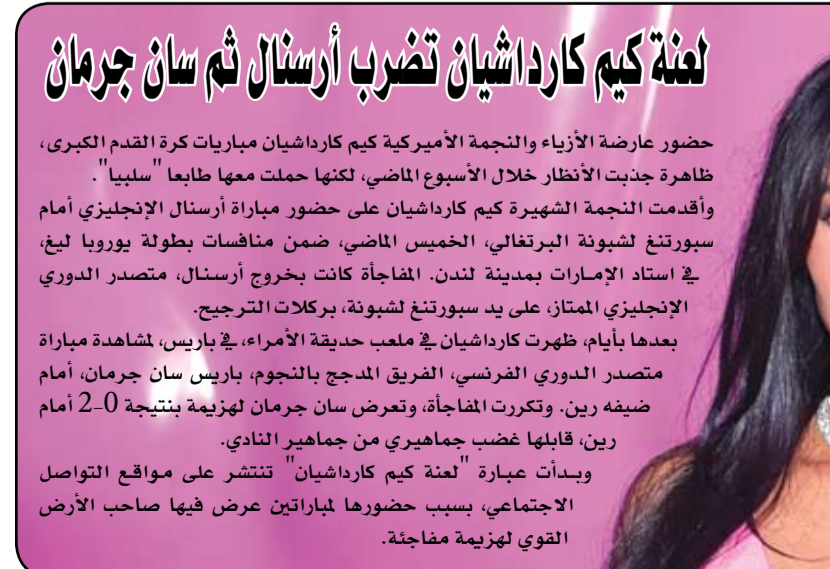 لعنة كيم كارداشيان تضرب أرسنال ثم سان جرمان
حضور عارضة الأزياء والنجمة الأميركية كيم كارداشيان مباريات كرة القدم الكبرى،
ظاهرة جذبت الأنظار خلال الأسبوع الماضي، لكنها حملت معها طابعا "سلبيا".
وأقدمت النجمة الشهيرة كيم كارداشيان على حضور مباراة أرسنال الإنجليزي أمام
سبورتنغ لشبونة البرتغالي، الخميس الماضي، ضمن منافسات بطولة يوروبا ليغ،
في استاد الإمارات بمدينة لندن. المفاجأة كانت بخروج أرسنال، متصدر الدوري
الإنجليزي الممتاز، على يد سبورتنغ لشبونة، بركلات الترجيح.
بعدها بأيام، ظهرت كارداشيان في ملعب حديقة الأمراء، في باريس، لمشاهدة مباراة
متصدر الدوري الفرنسي، الفريق المدجج بالنجوم، باريس سان جرمان، أمام
ضيفه رين. وتكررت المفاجأة، وتعرض سان جرمان لهزيمة بنتيجة 0-2 أمام
رين، قابلها غضب جماهيري من جماهير النادي.
وبدأت عبارة "لعنة كيم كارداشيان" تنتشر على مواقع التواصل
الاجتماعي، بسبب حضورها لمباراتين عرض فيها صاحب الأرض
القوي لهزيمة مفاجئة.